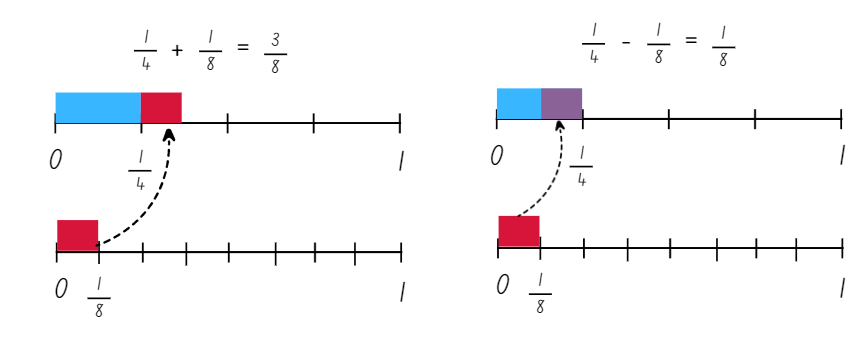 1/4 + 1/8 = 3/8
0 1/4 1
0 1/8 1
1/4 - 1/8 = 1/8
0 1/4 1
0 1/8 1